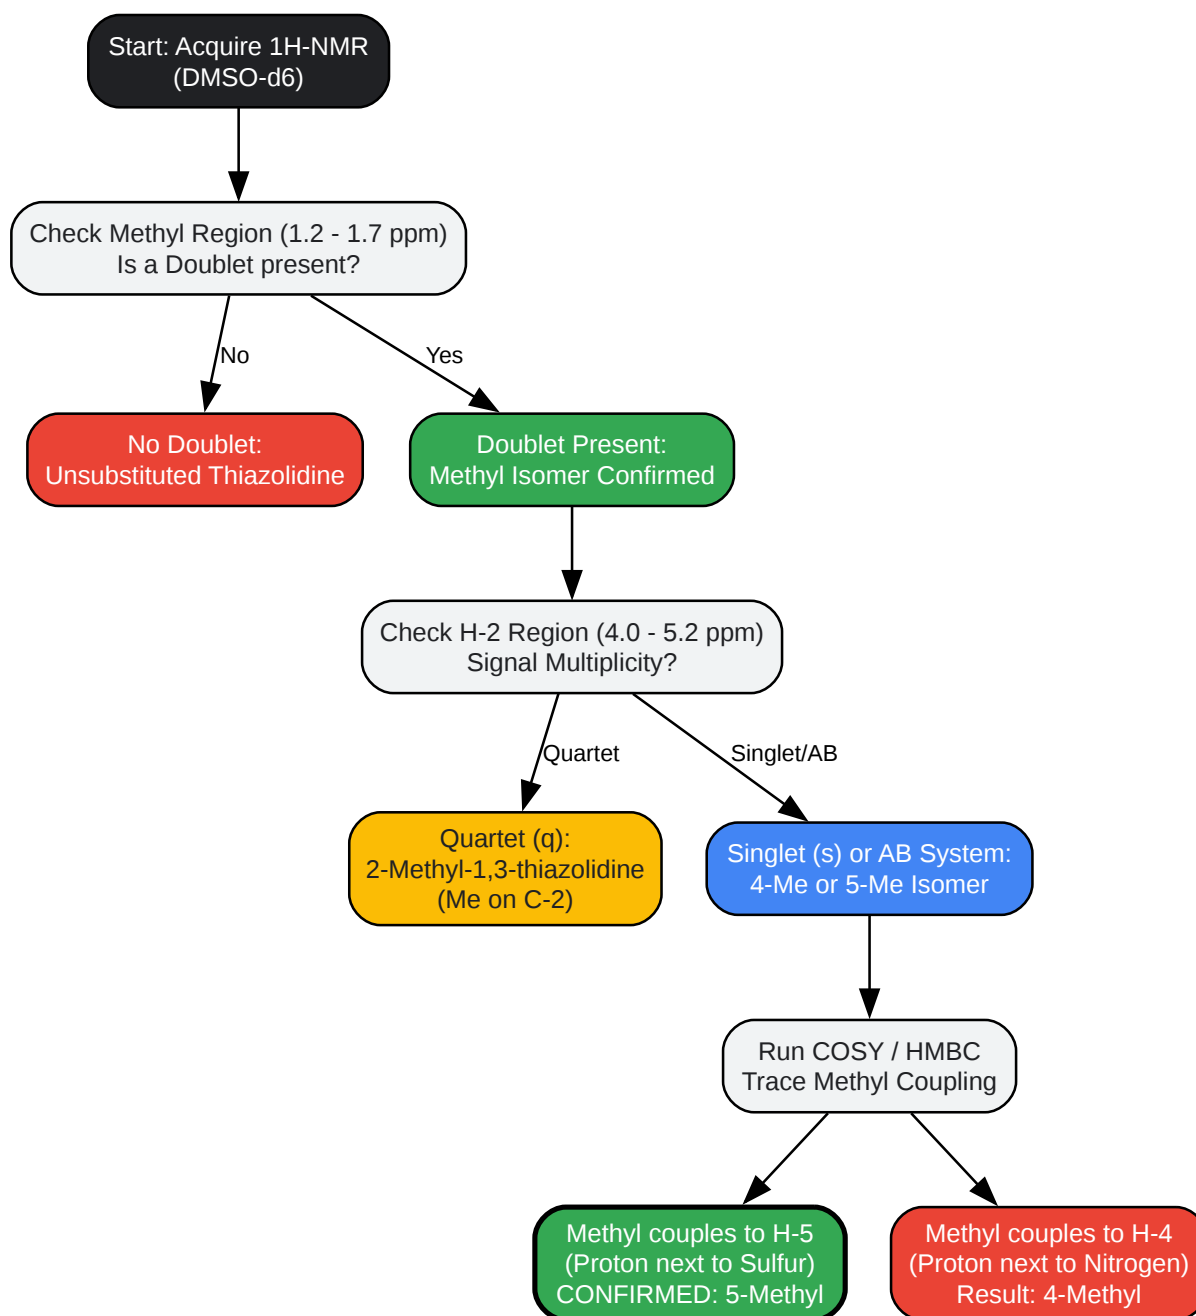 Start: Acquire 1H-NMR
(DMSO-d6)
Check Methyl Region (1.2 - 1.7 ppm)
Is a Doublet present?
No
Yes
No Doublet:
Unsubstituted Thiazolidine
Doublet Present:
Methyl Isomer Confirmed
Check H-2 Region (4.0 - 5.2 ppm)
Signal Multiplicity?
Quartet
Singlet/AB
Quartet (q):
2-Methyl-1,3-thiazolidine
(Me on C-2)
Singlet (s) or AB System:
4-Me or 5-Me Isomer
Run COSY / HMBC
Trace Methyl Coupling
Methyl couples to H-5
(Proton next to Sulfur)
CONFIRMED: 5-Methyl
Methyl couples to H-4
(Proton next to Nitrogen)
Result: 4-Methyl